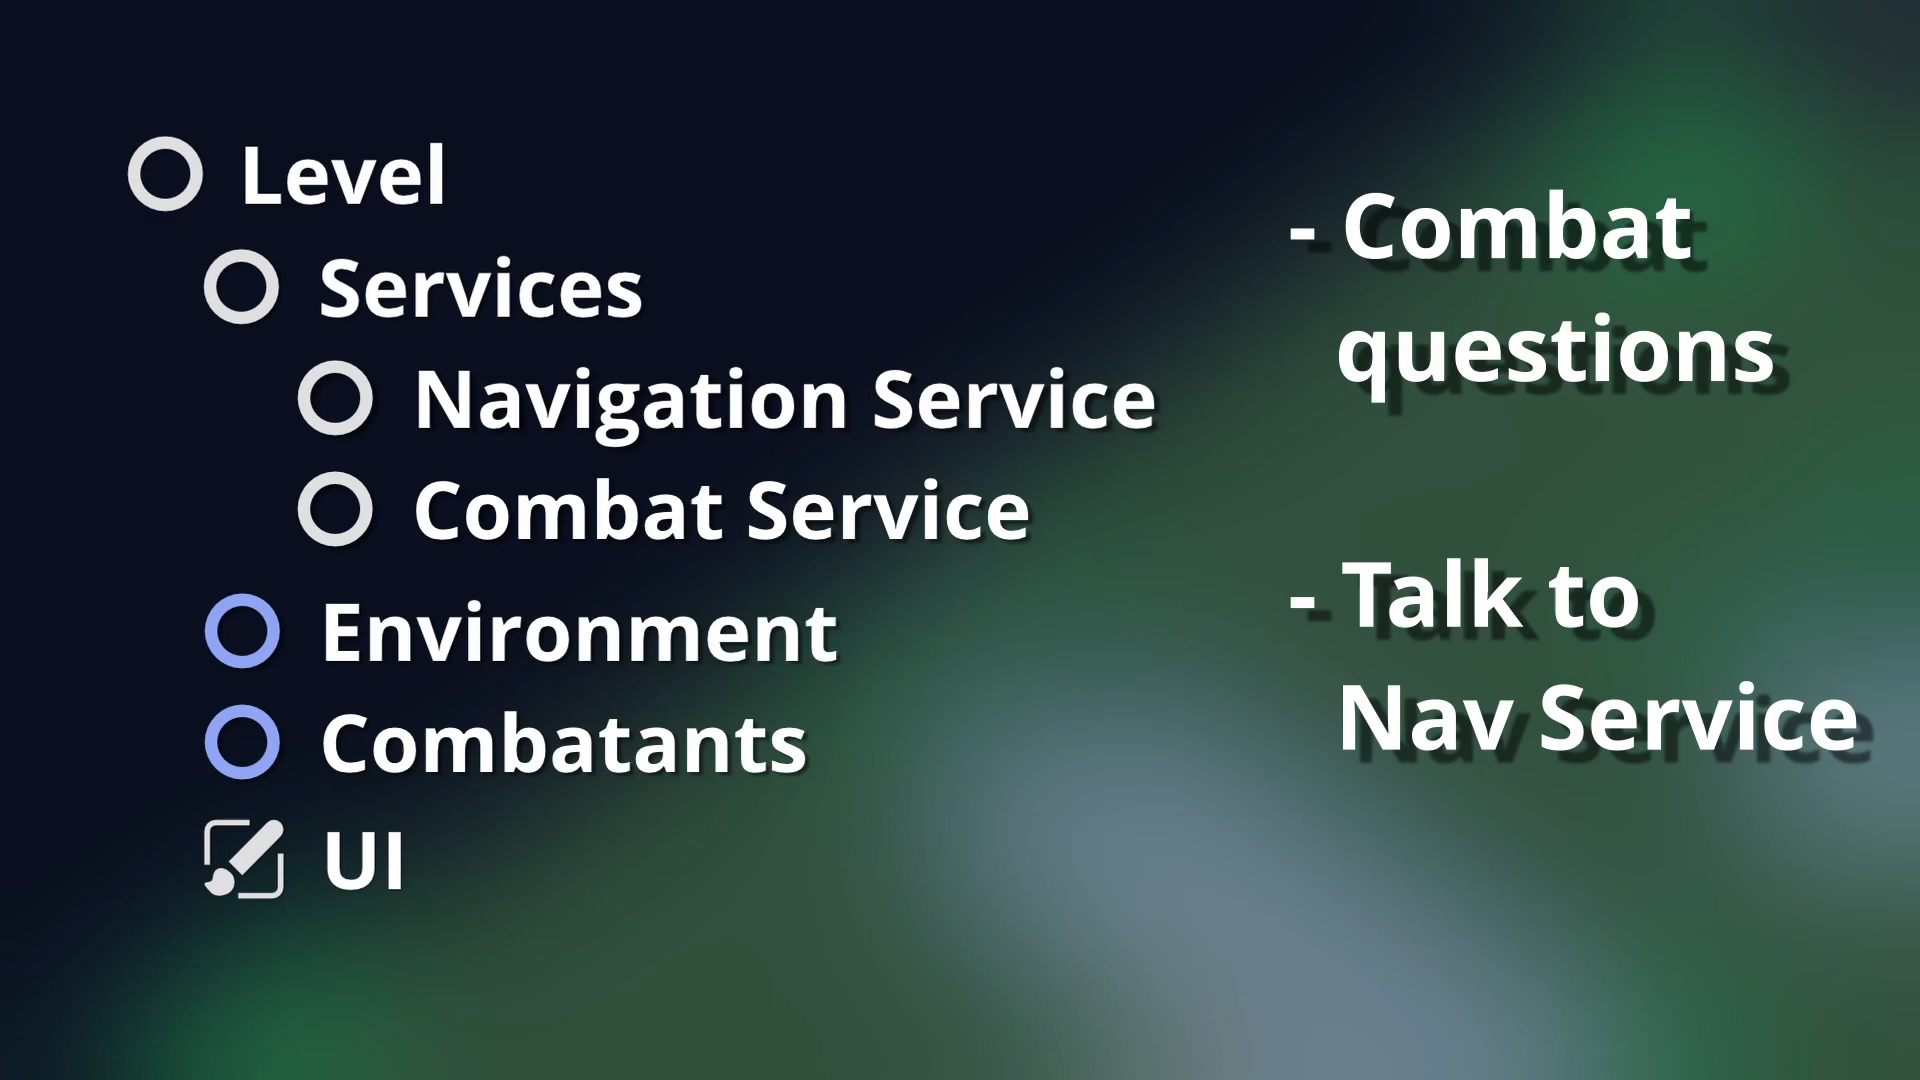 Level
Services
Navigation Service
Combat Service
Environment
Combatants
UI
- Combat
questions
- Talk to
Nav Service